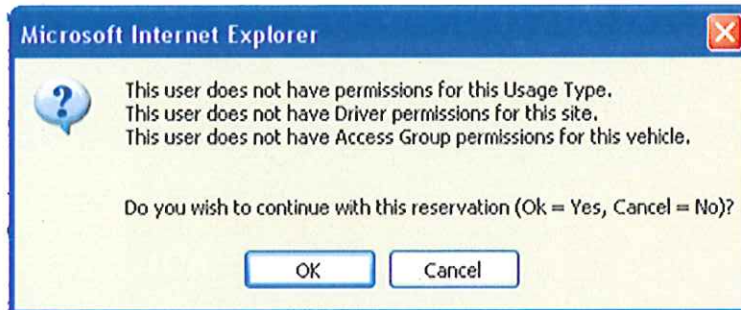 Microsoft Internet Explorer
This user does not have permissions for this Usage Type.
This user does not have Driver permissions for this site.
This user does not have Access Group permissions for this vehicle.
Do you wish to continue with this reservation (Ok = Yes, Cancel = No)?
OK
Cancel